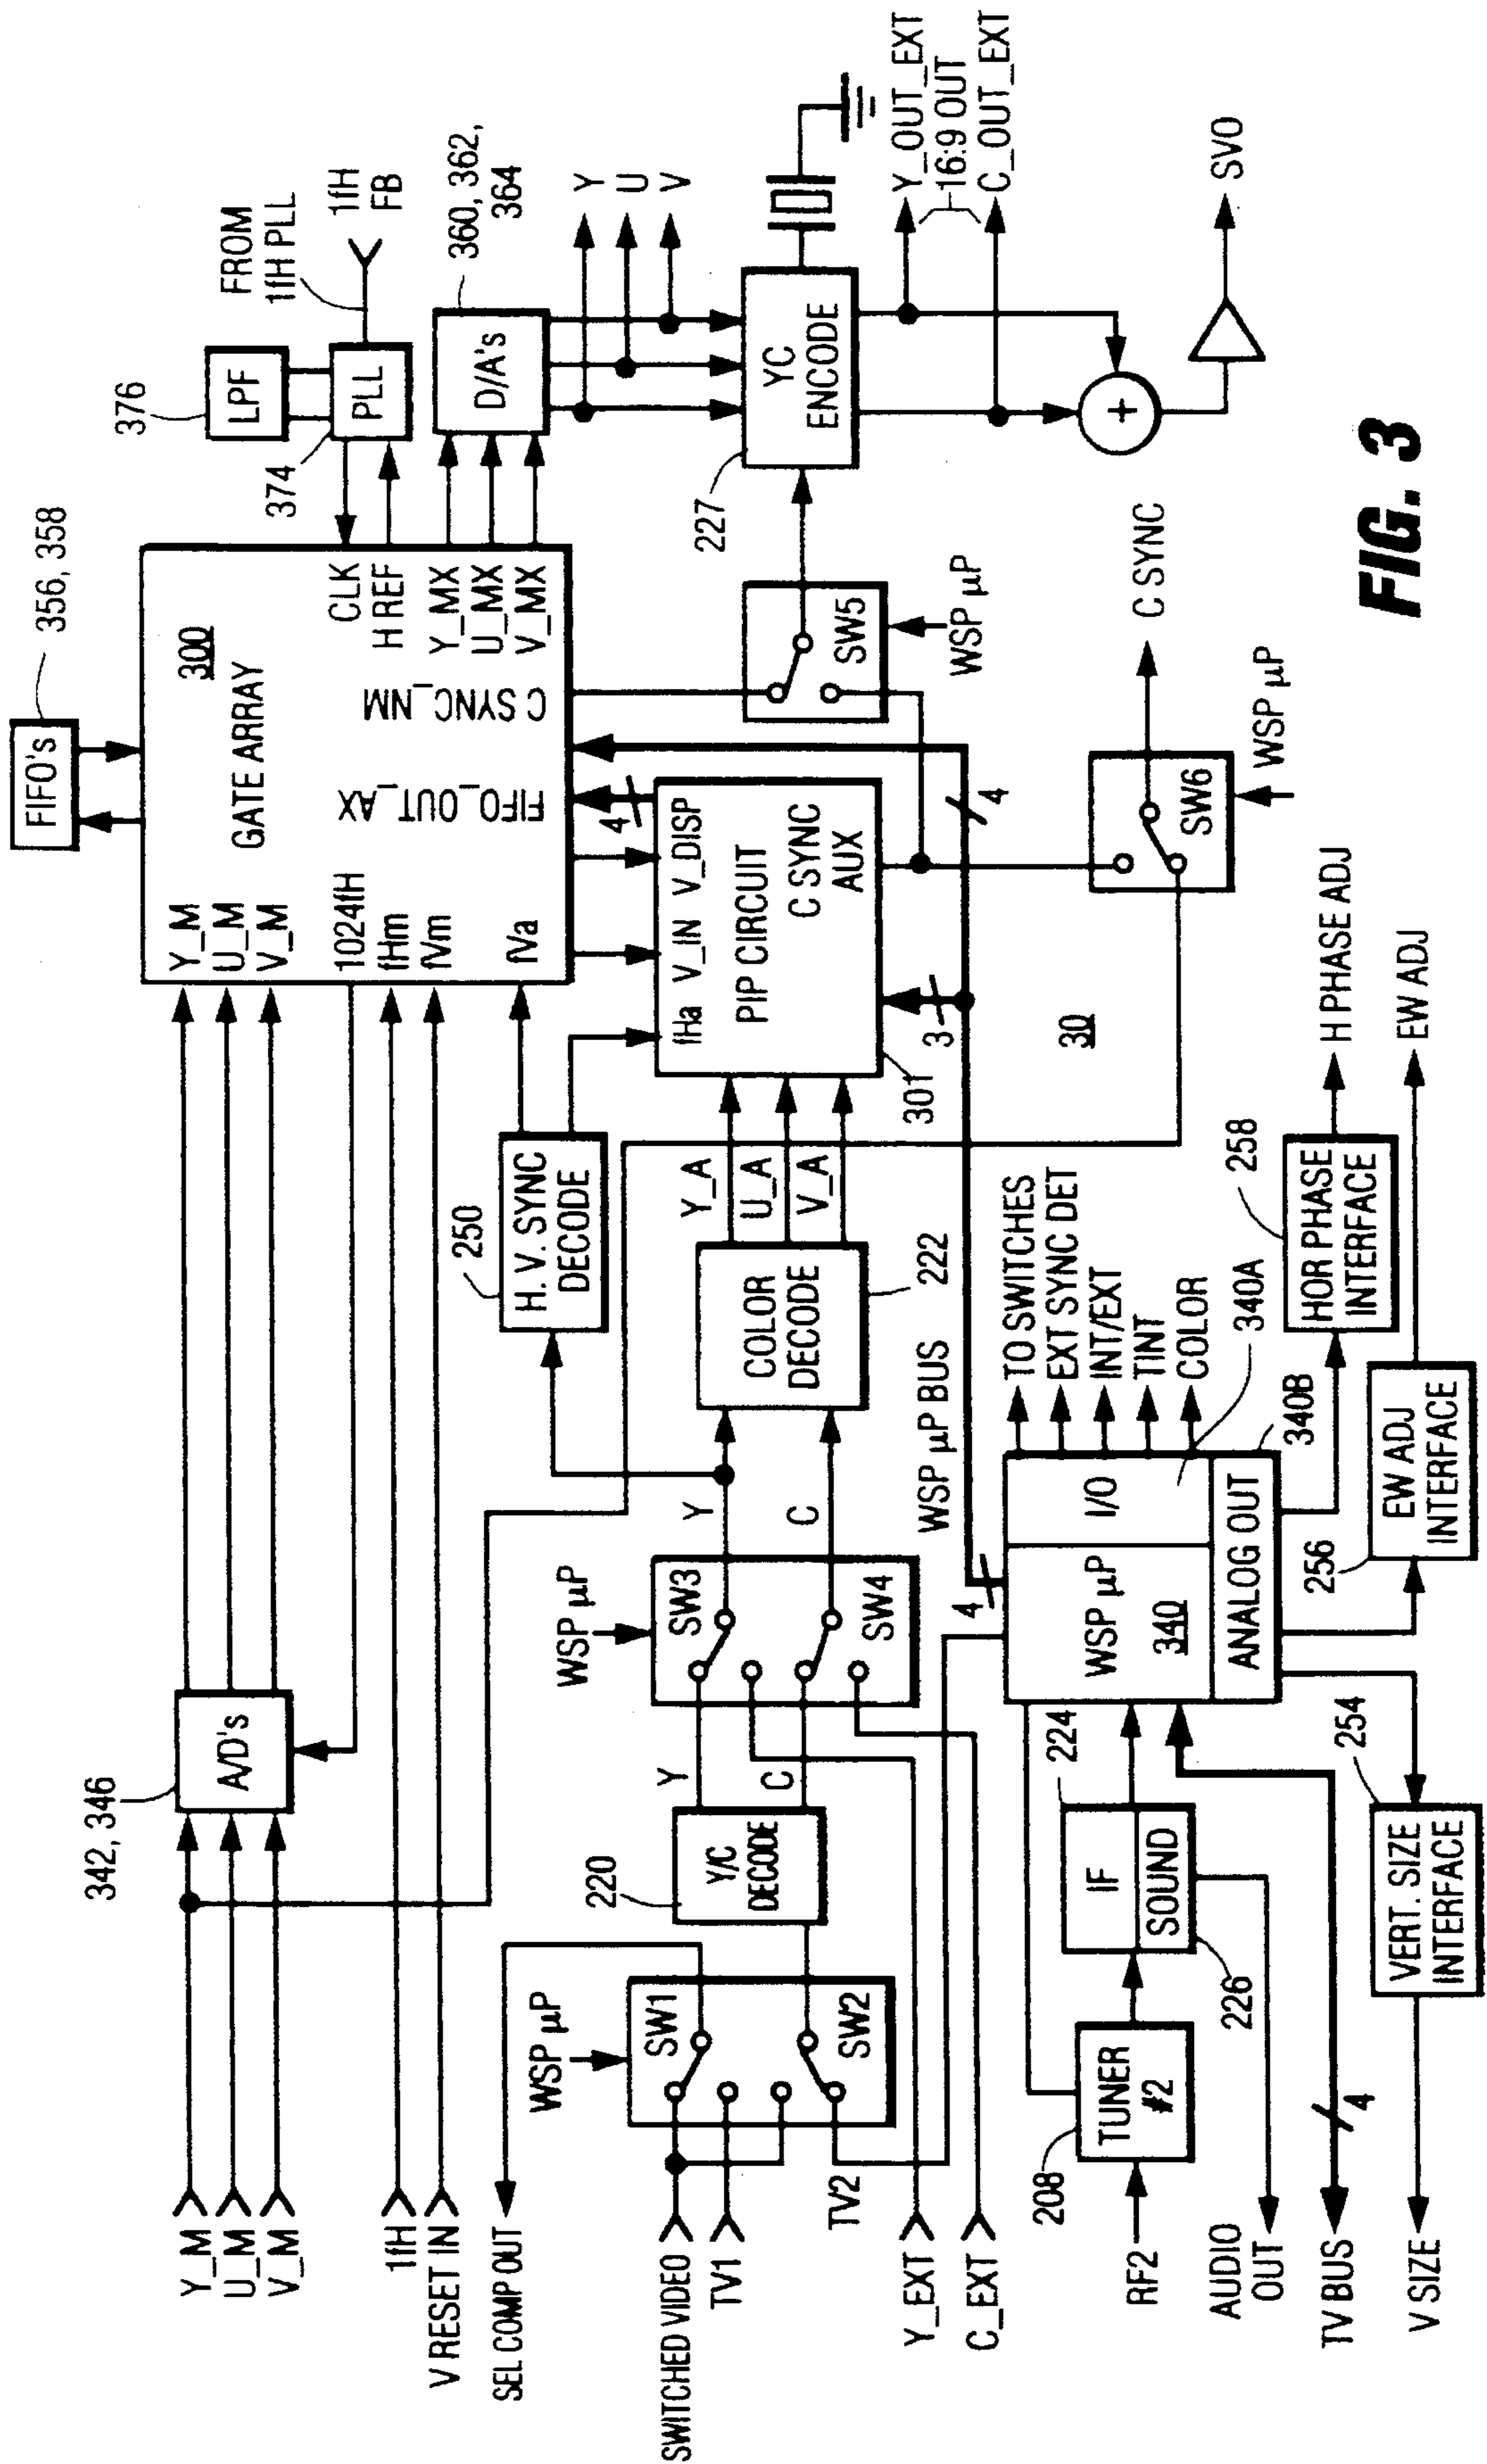 Y_M
U_M
V_M
1fH
V RESET IN
SEL COMP OUT
SWITCHED VIDEO
TV1
TV2
Y_EXT
C_EXT
RF2
AUDIO
OUT
TV BUS
V SIZE
342, 346
A/D's
WSP µP
SW1
SW2
220
Y/C
DECODE
Y
C
WSP µP
SW3
SW4
Y
C
208
TUNER
#2
224
IF
SOUND
226
4
254
VERT. SIZE
INTERFACE
WSP µP
340
I/O
ANALOG OUT
4
WSP µP BUS
TO SWITCHES
EXT SYNC DET
INT/EXT
TINT
COLOR
340A
340B
256
EW ADJ
INTERFACE
EW ADJ
258
HOR PHASE
INTERFACE
H PHASE ADJ
250
H. V. SYNC
DECODE
COLOR
DECODE
222
Y_A
U_A
V_A
fHa
V_IN
V_DISP
PIP CIRCUIT
C SYNC
AUX
301
3
4
4
30
FIFO's
356, 358
Y_M
U_M
V_M
1024fH
fHm
fVm
fVa
GATE ARRAY
300
FIFO_OUT_AX
C SYNC_NM
CLK
H REF
Y_MX
U_MX
V_MX
376
LPF
374
PLL
FROM
1fH PLL
1fH
FB
D/A's
360, 362,
364
Y
U
V
227
YC
ENCODE
SW5
WSP µP
SW6
WSP µP
C SYNC
Y_OUT_EXT
16:9 OUT
C_OUT_EXT
+
SVO
FIG. 3